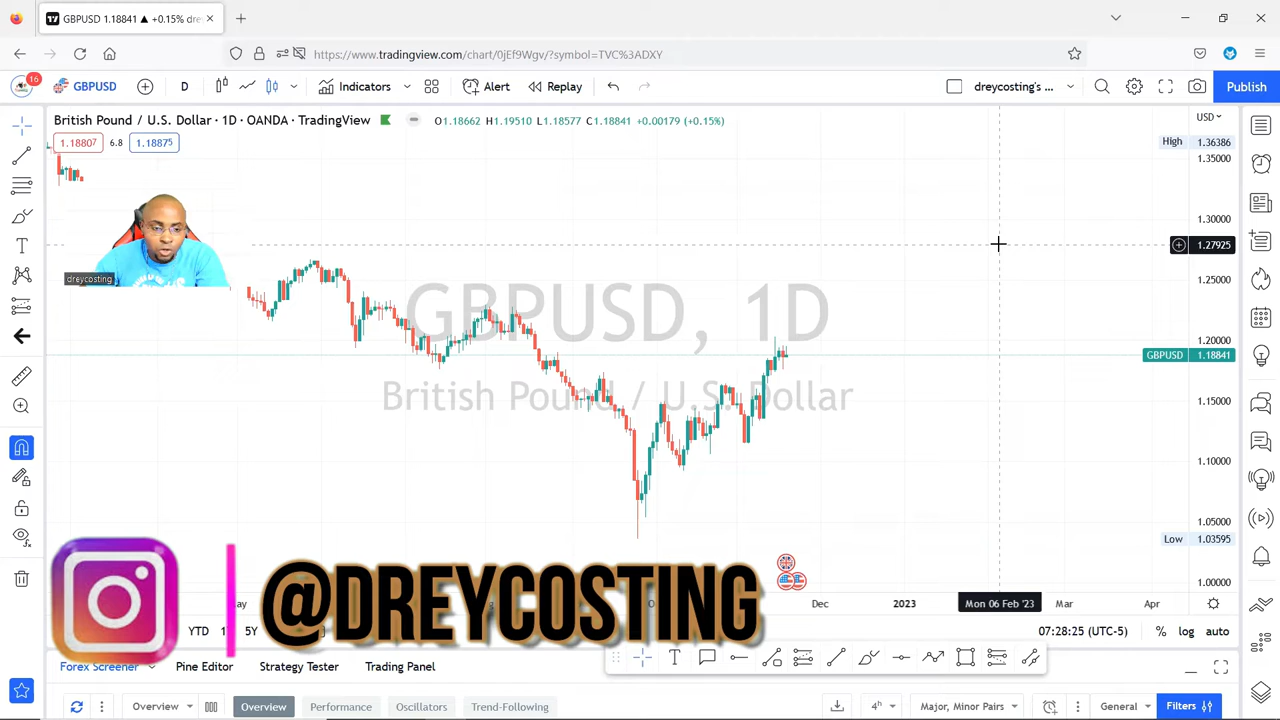 GBPUSD 1.18841 ▲ +0.15% dre
https://www.tradingview.com/chart/0jEf9Wgv/?symbol=TVC%3ADXY
16
GBPUSD
D
Indicators
Alert
Replay
dreycosting's ...
Publish
British Pound / U.S. Dollar · 1D · OANDA · TradingView
O1.18662 H1.19510 L1.18577 C1.18841 +0.00179 (+0.15%)
USD
1.18807
6.8
18875
High 1.36386
1.35000
1.30000
1.27925
1.25000
1.20000
GBPUSD 1.18841
1.15000
1.10000
1.05000
Low 1.03595
1.00000
GBPUSD, 1D
British Pound / U.S. Dollar
dreycosting
Dec
2023
Mon 06 Feb '23
Mar
Apr
@DREYCOSTING
YTD
5Y
07:28:25 (UTC-5)
%
log
auto
Forex Screener
Pine Editor
Strategy Tester
Trading Panel
Overview
Overview
Performance
Oscillators
Trend-Following
4h
Major, Minor Pairs
General
Filters